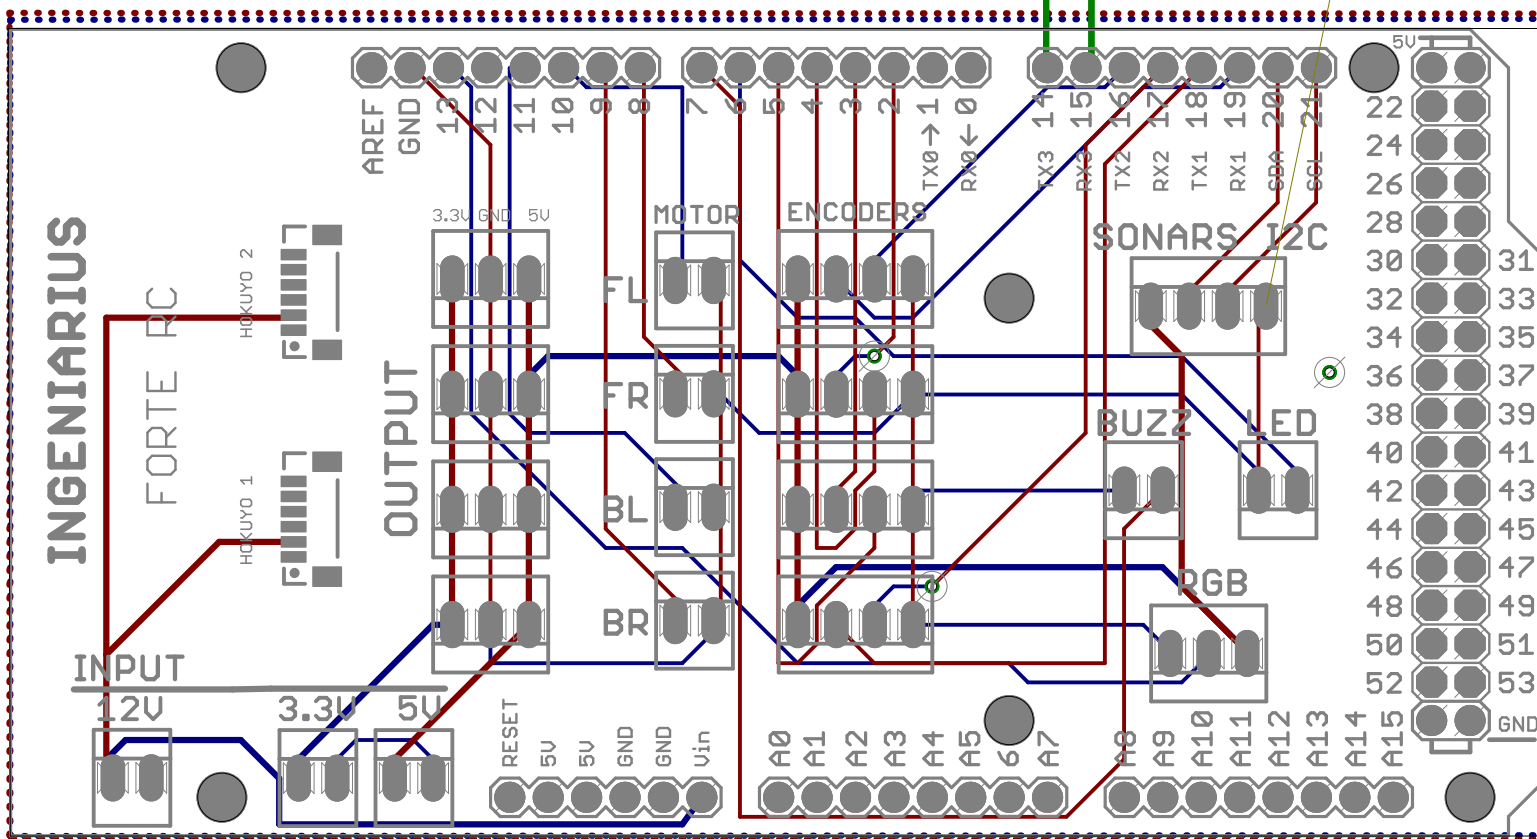 5V
AREF GND 13 12 11 10 9 8 7 6 5 4 3 2 1 0 14 15 16 17 18 19 20 21
TX0→ RX0← TX3 RX3 TX2 RX2 TX1 RX1 SDA SCL
22
24
26
28
30 31
32 33
34 35
36 37
38 39
40 41
42 43
44 45
46 47
48 49
50 51
52 53
GND
3.3V GND 5V
MOTOR
ENCODERS
SONARS I2C
INGENIARIUS
FORTE RC
HOKUYO 2
HOKUYO 1
OUTPUT
FL
FR
BL
BR
BUZZ
LED
RGB
INPUT
12V 3.3V 5V
RESET 5V 5V GND GND Vin
A0 A1 A2 A3 A4 A5 6 A7 A8 A9 A10 A11 A12 A13 A14 A15